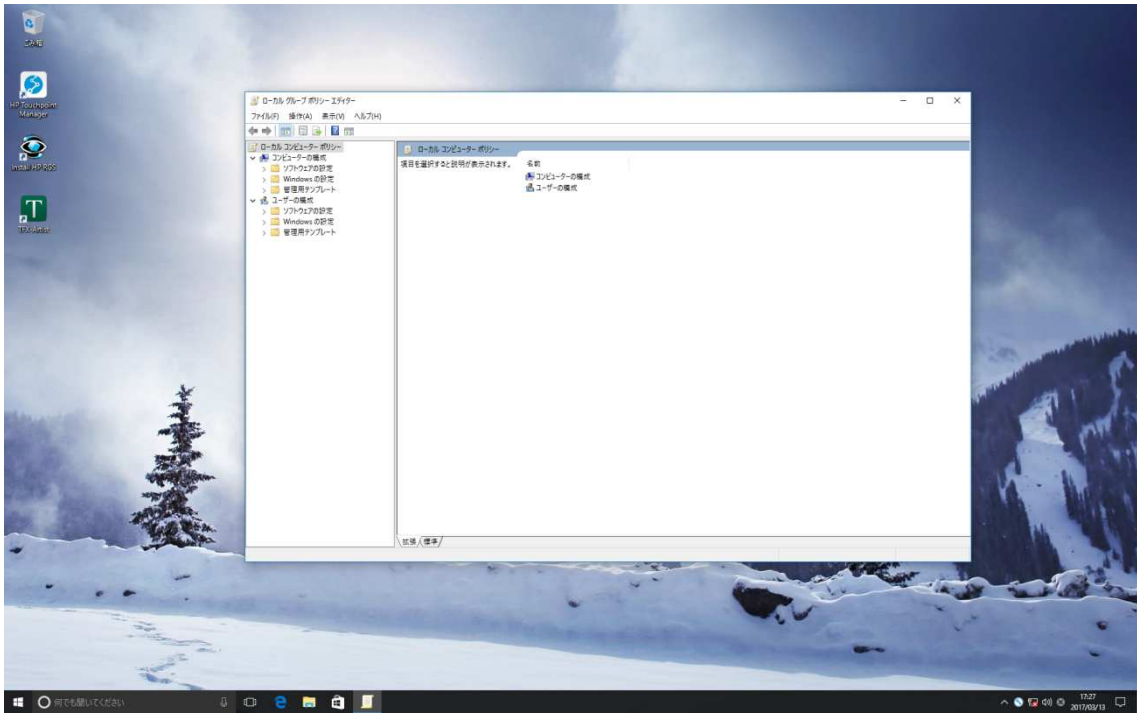 ごみ箱
HP Touchpoint
Manager
Install HP RGS
T
ローカル グループ ポリシー エディター
ファイル(F) 操作(A) 表示(V) ヘルプ(H)
ローカル コンピューター ポリシー
コンピューターの構成
ソフトウェアの設定
Windows の設定
管理用テンプレート
ユーザーの構成
ソフトウェアの設定
Windows の設定
管理用テンプレート
ローカル コンピューター ポリシー
項目を選択すると説明が表示されます。
名前
コンピューターの構成
ユーザーの構成
拡張 標準
何でも聞いてください
17:27
2017/03/13